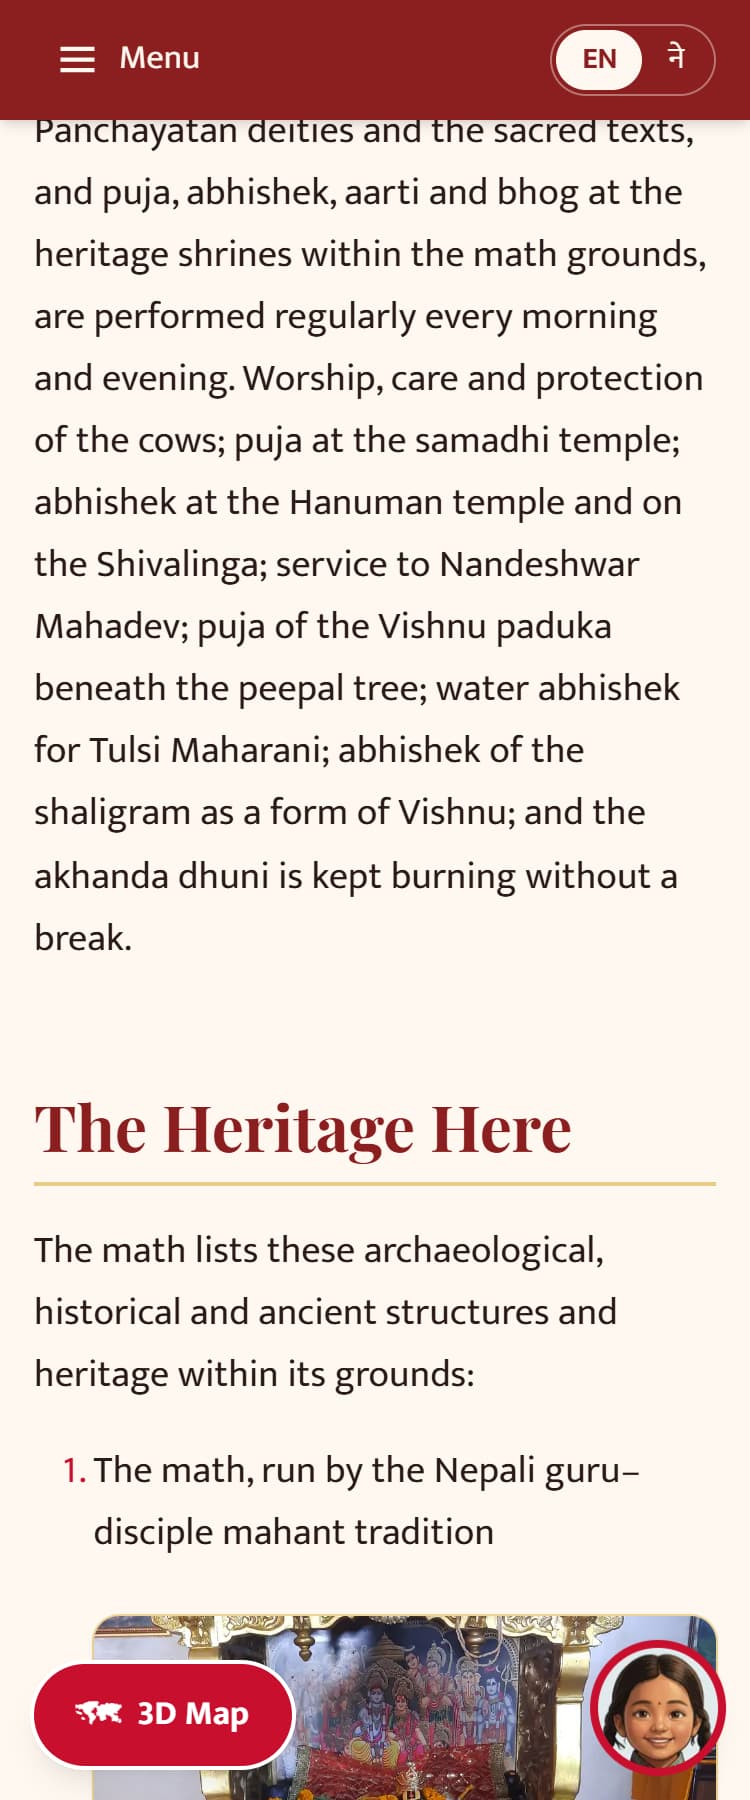 Menu
EN
ने
Panchayatan deities and the sacred texts,
and puja, abhishek, aarti and bhog at the
heritage shrines within the math grounds,
are performed regularly every morning
and evening. Worship, care and protection
of the cows; puja at the samadhi temple;
abhishek at the Hanuman temple and on
the Shivalinga; service to Nandeshwar
Mahadev; puja of the Vishnu paduka
beneath the peepal tree; water abhishek
for Tulsi Maharani; abhishek of the
shaligram as a form of Vishnu; and the
akhanda dhuni is kept burning without a
break.
The Heritage Here
The math lists these archaeological,
historical and ancient structures and
heritage within its grounds:
1. The math, run by the Nepali guru–
disciple mahant tradition
3D Map